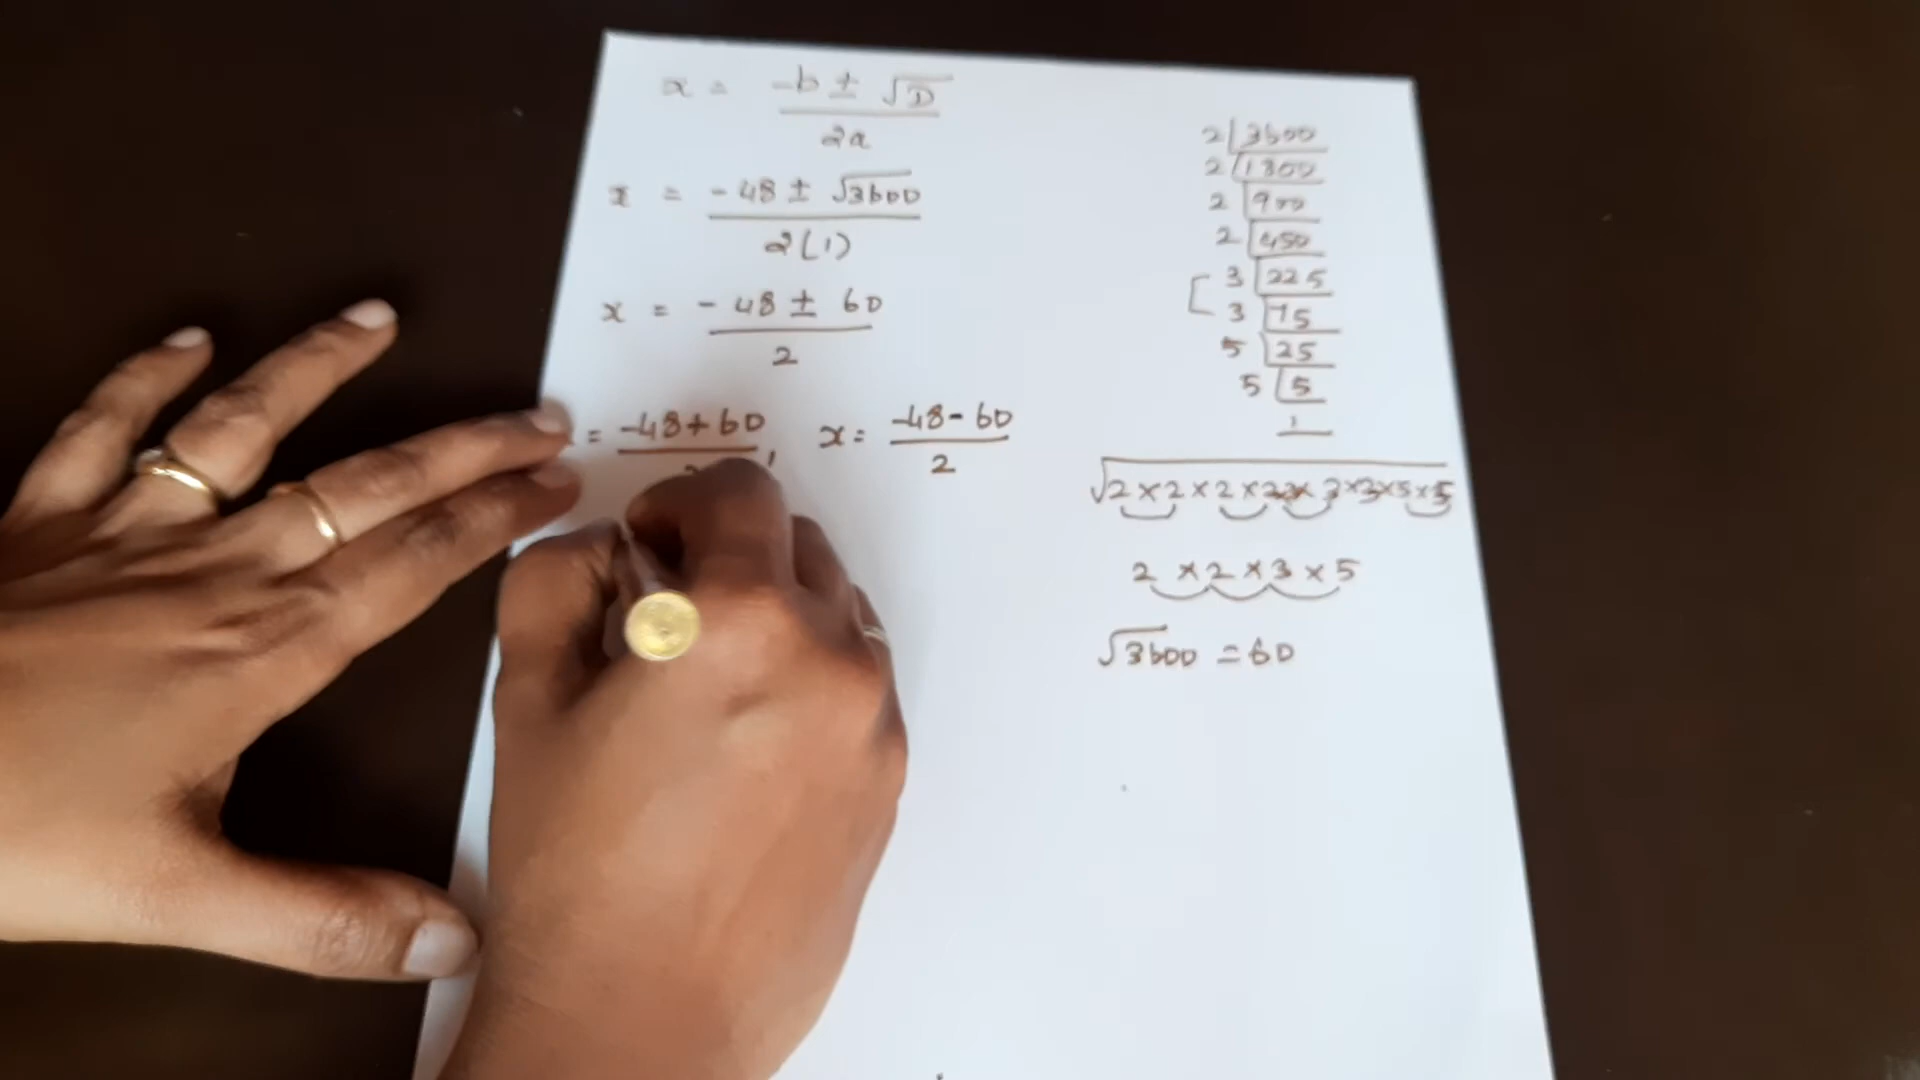 x = -b ± √D
2a
x = -48 ± √3600
2(1)
x = -48 ± 60
2
= -48+60 , x = -48-60
2 2
2 3600
2 1800
2 900
2 450
3 225
3 75
5 25
5 5
1
√2×2×2×2×3×3×5×5
2 ×2×3×5
√3600 = 60